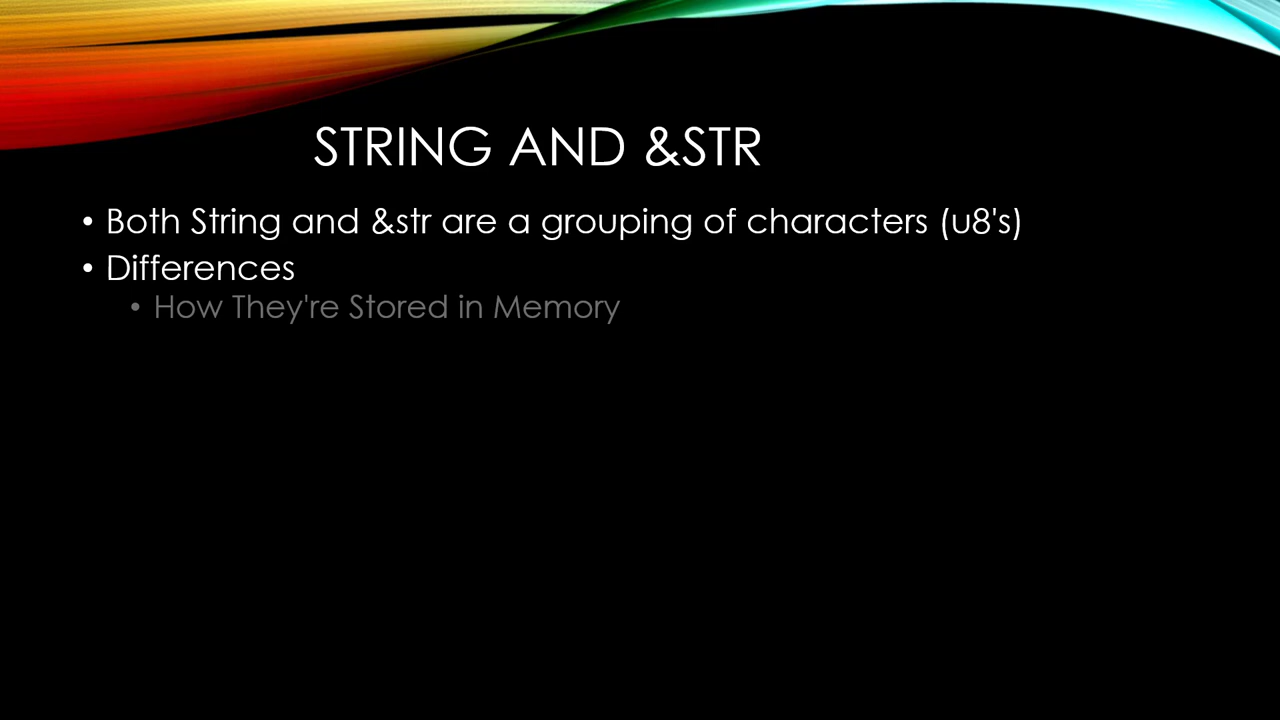 STRING AND &STR
• Both String and &str are a grouping of characters (u8's)
• Differences
• How They're Stored in Memory